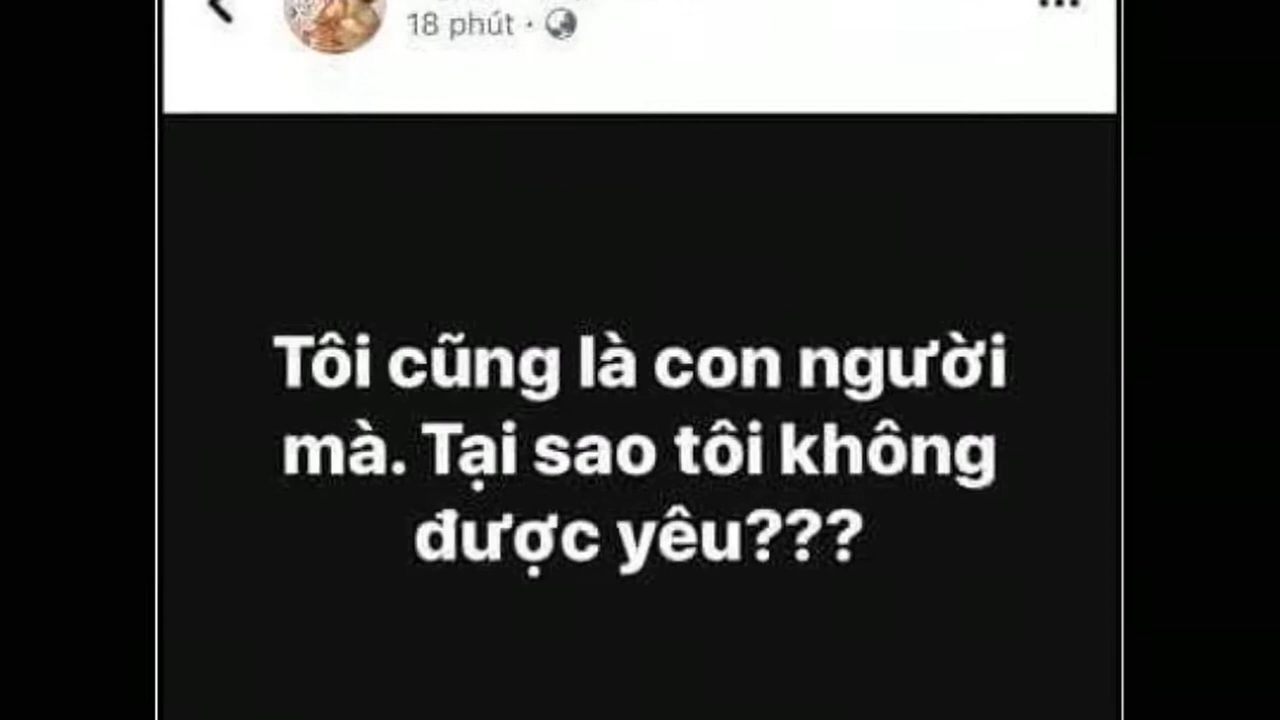 18 phút ·
Tôi cũng là con người
mà. Tại sao tôi không
được yêu???